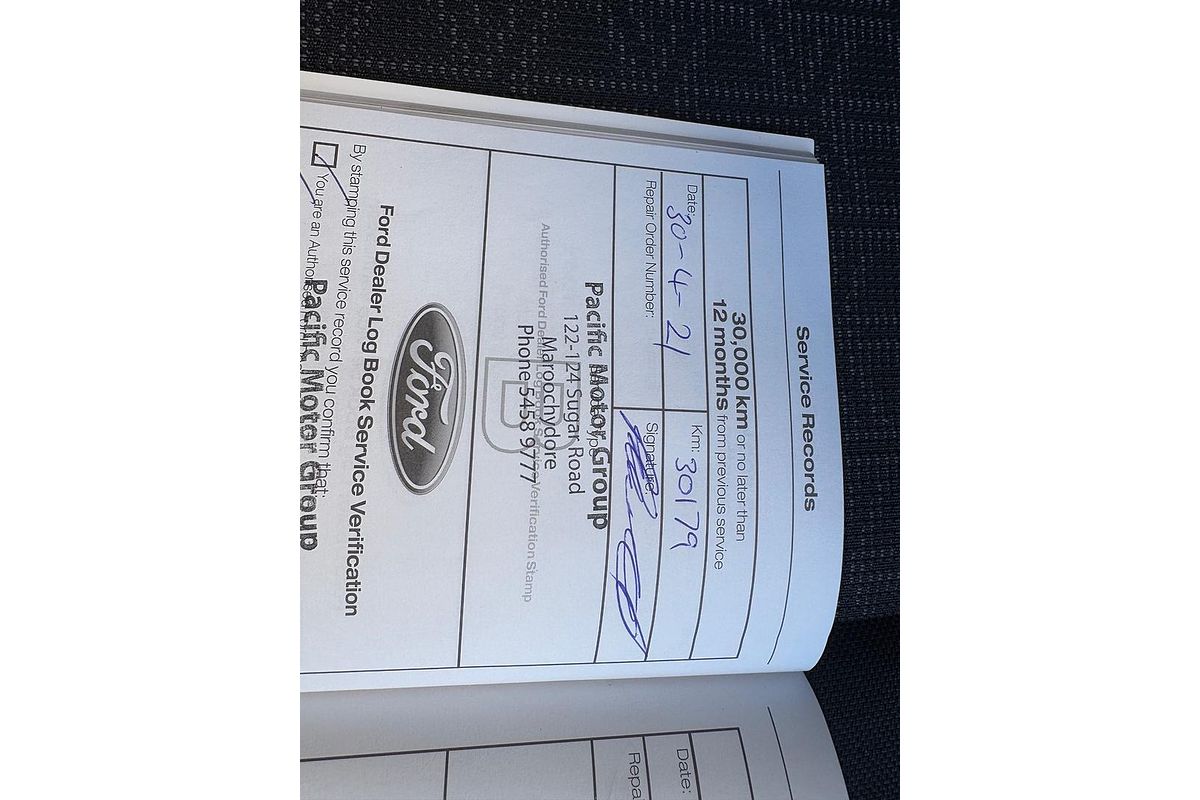 Service Records
30,000 km or no later than
12 months from previous service
Date: 30-4-21
Km: 30179
Repair Order Number:
Signature:
Pacific Motor Group
122-124 Sugar Road
Maroochydore
Phone 5458 9777
B
Authorised Ford Dealer Log Book Service Verification Stamp
Ford
Ford Dealer Log Book Service Verification
By stamping this service record you confirm that:
You are an Authorised
Pacific Motor Group
Date:
Repa